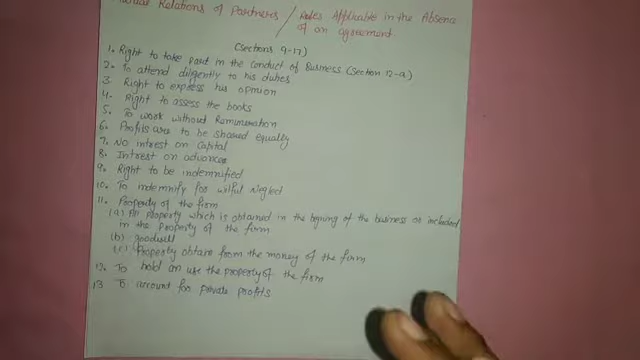 Mutual Relations of Partners / Rules Applicable in the Absence
of an agreement
(Sections 9-17)
1. Right to take part in the conduct of Business (Section 12-a)
2. To attend diligently to his duties
3. Right to express his opinion
4. Right to assess the books
5. To work without Ramuneration
6. Profits are to be shared equally
7. No intrest on Capital
8. Intrest on advances
9. Right to be indemnified
10. To indemnify for wilful Neglect
11. Property of the firm
(a) All property which is obtained in the begning of the business or included
in the property of the firm
(b) goodwill
(c) Property obtane from the money of the firm
12. To hold an use the property of the firm
13 To account for private profits